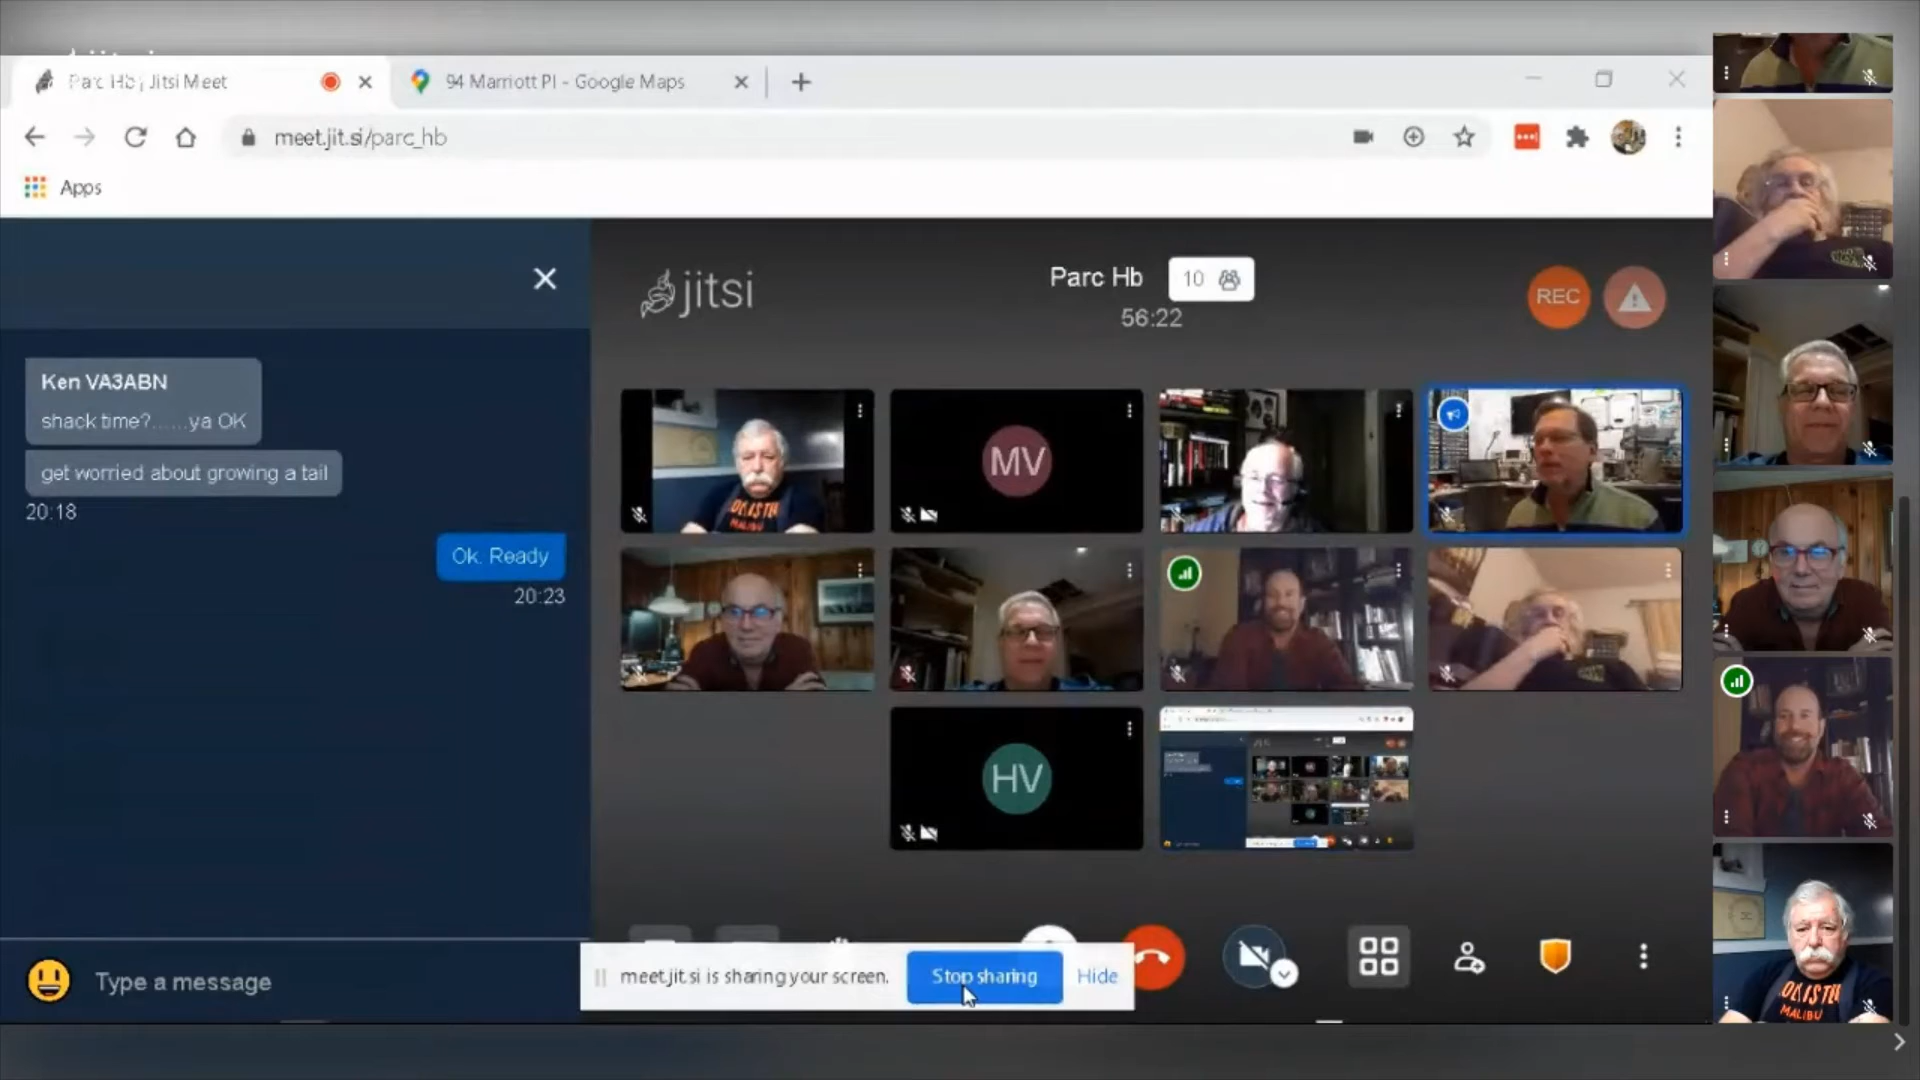 Parc Hb | Jitsi Meet
94 Marriott Pl - Google Maps
meet.jit.si/parc_hb
Apps
jitsi
Parc Hb
10
56:22
REC
Ken VA3ABN
shack time?......ya OK
get worried about growing a tail
20:18
Ok. Ready
20:23
MV
HV
MALIBU
Type a message
meet.jit.si is sharing your screen.
Stop sharing
Hide
MALIBU